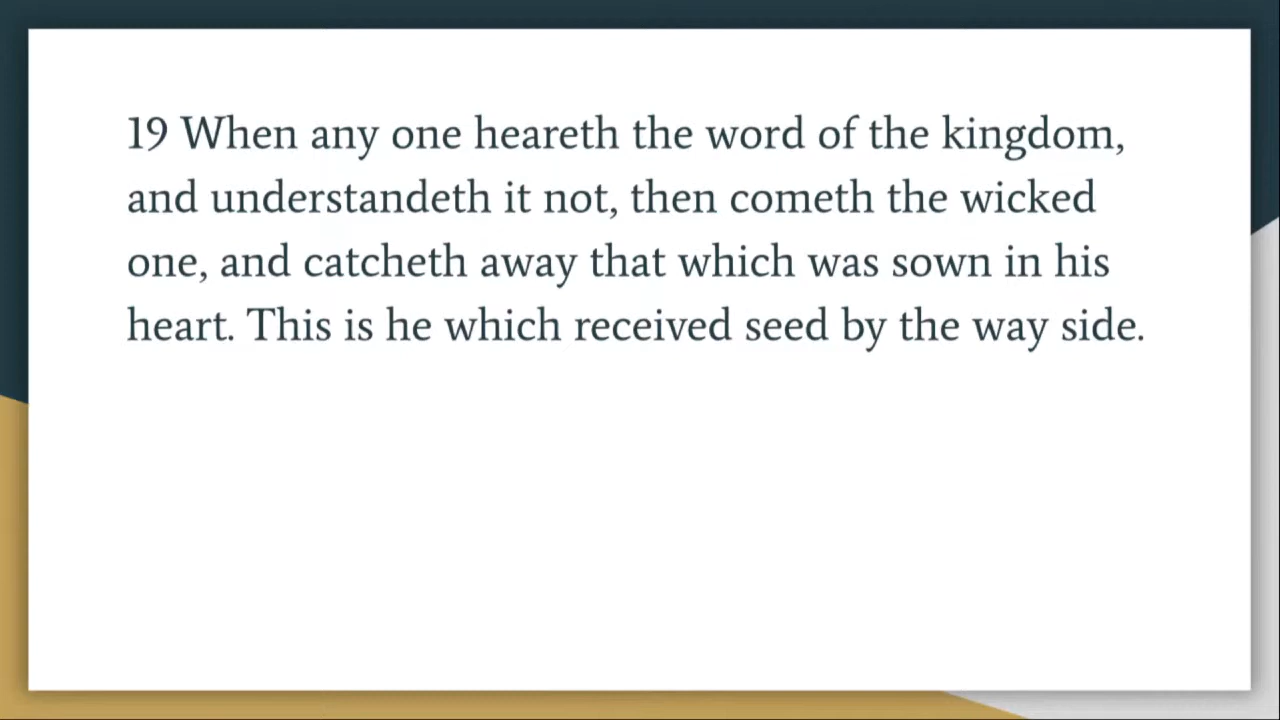 19 When any one heareth the word of the kingdom,
and understandeth it not, then cometh the wicked
one, and catcheth away that which was sown in his
heart. This is he which received seed by the way side.